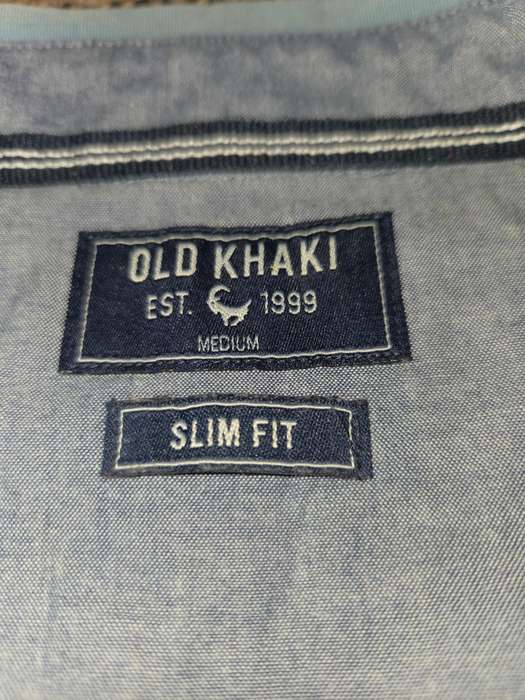 OLD KHAKI
EST. 1999
MEDIUM
SLIM FIT